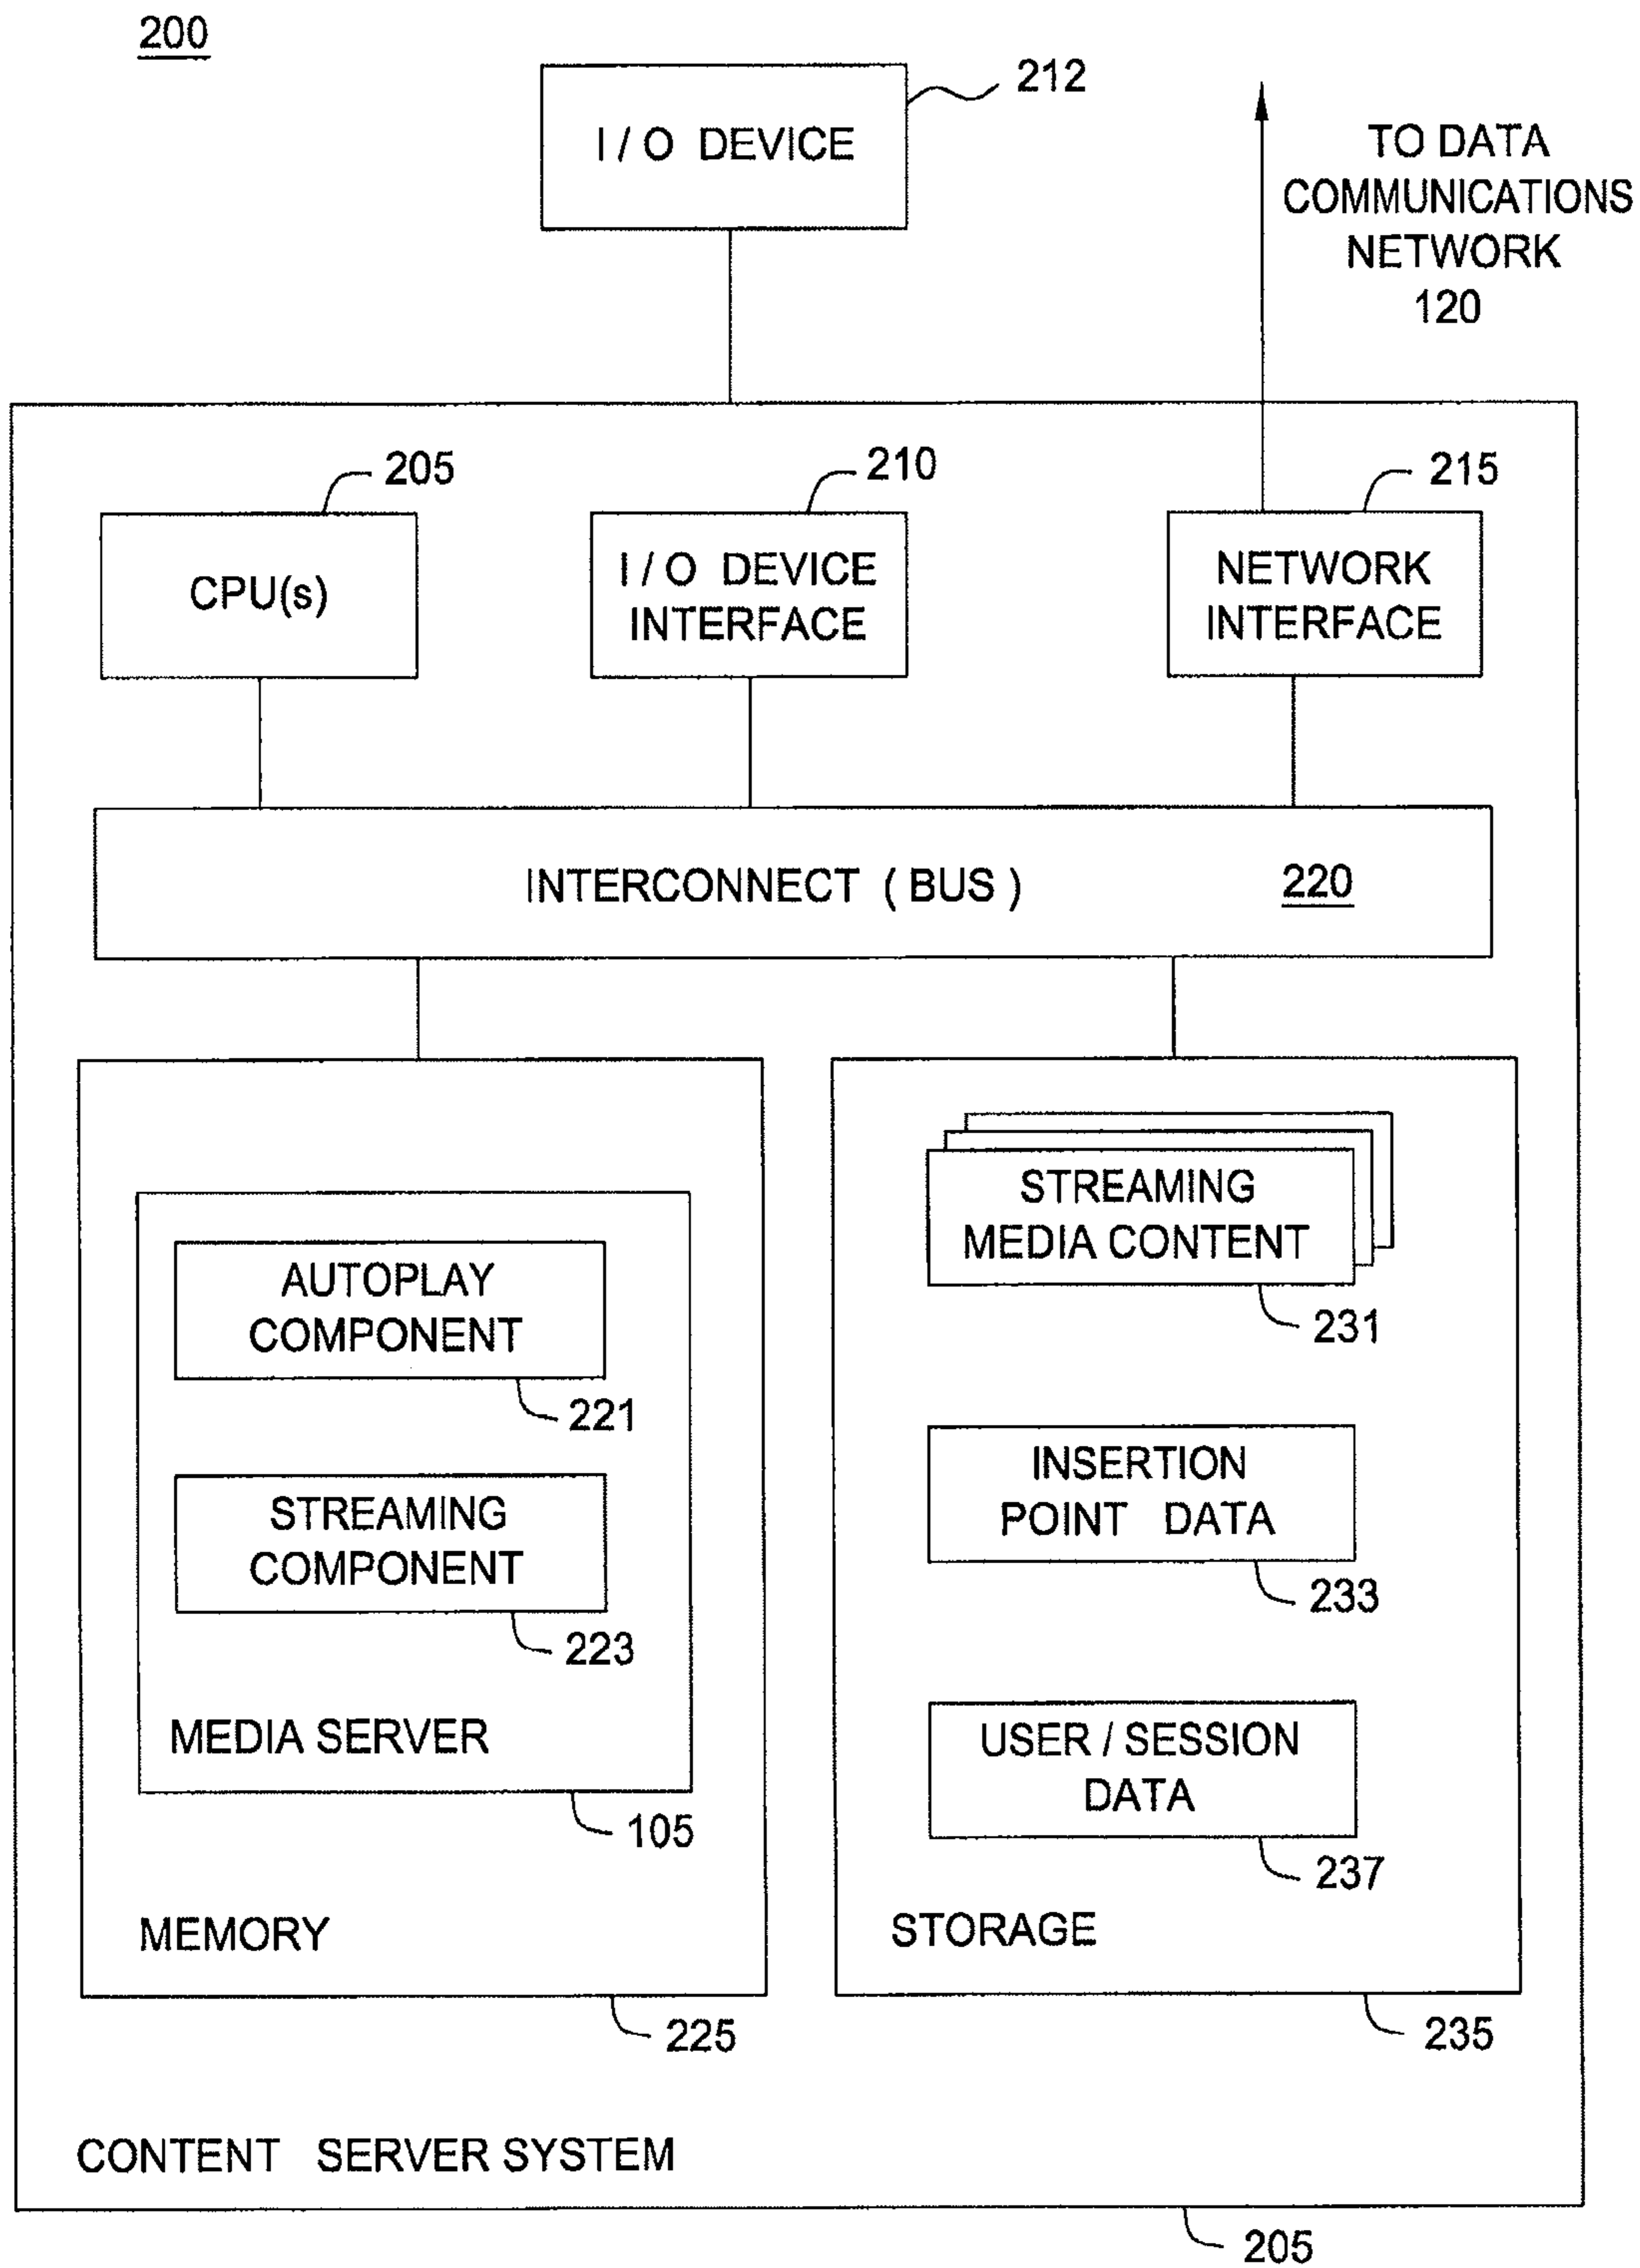 200
I / O DEVICE
212
TO DATA
COMMUNICATIONS
NETWORK
120
205
210
215
CPU(s)
I / O DEVICE
INTERFACE
NETWORK
INTERFACE
INTERCONNECT ( BUS )
220
AUTOPLAY
COMPONENT
221
STREAMING
COMPONENT
223
MEDIA SERVER
105
MEMORY
225
STREAMING
MEDIA CONTENT
231
INSERTION
POINT DATA
233
USER / SESSION
DATA
237
STORAGE
235
CONTENT SERVER SYSTEM
205